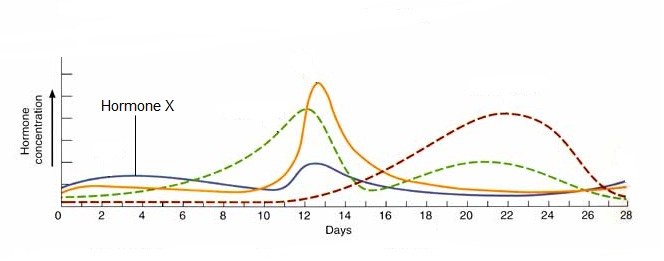 Hormone X
Hormone
concentration
0 2 4 6 8 10 12 14 16 18 20 22 24 26 28
Days